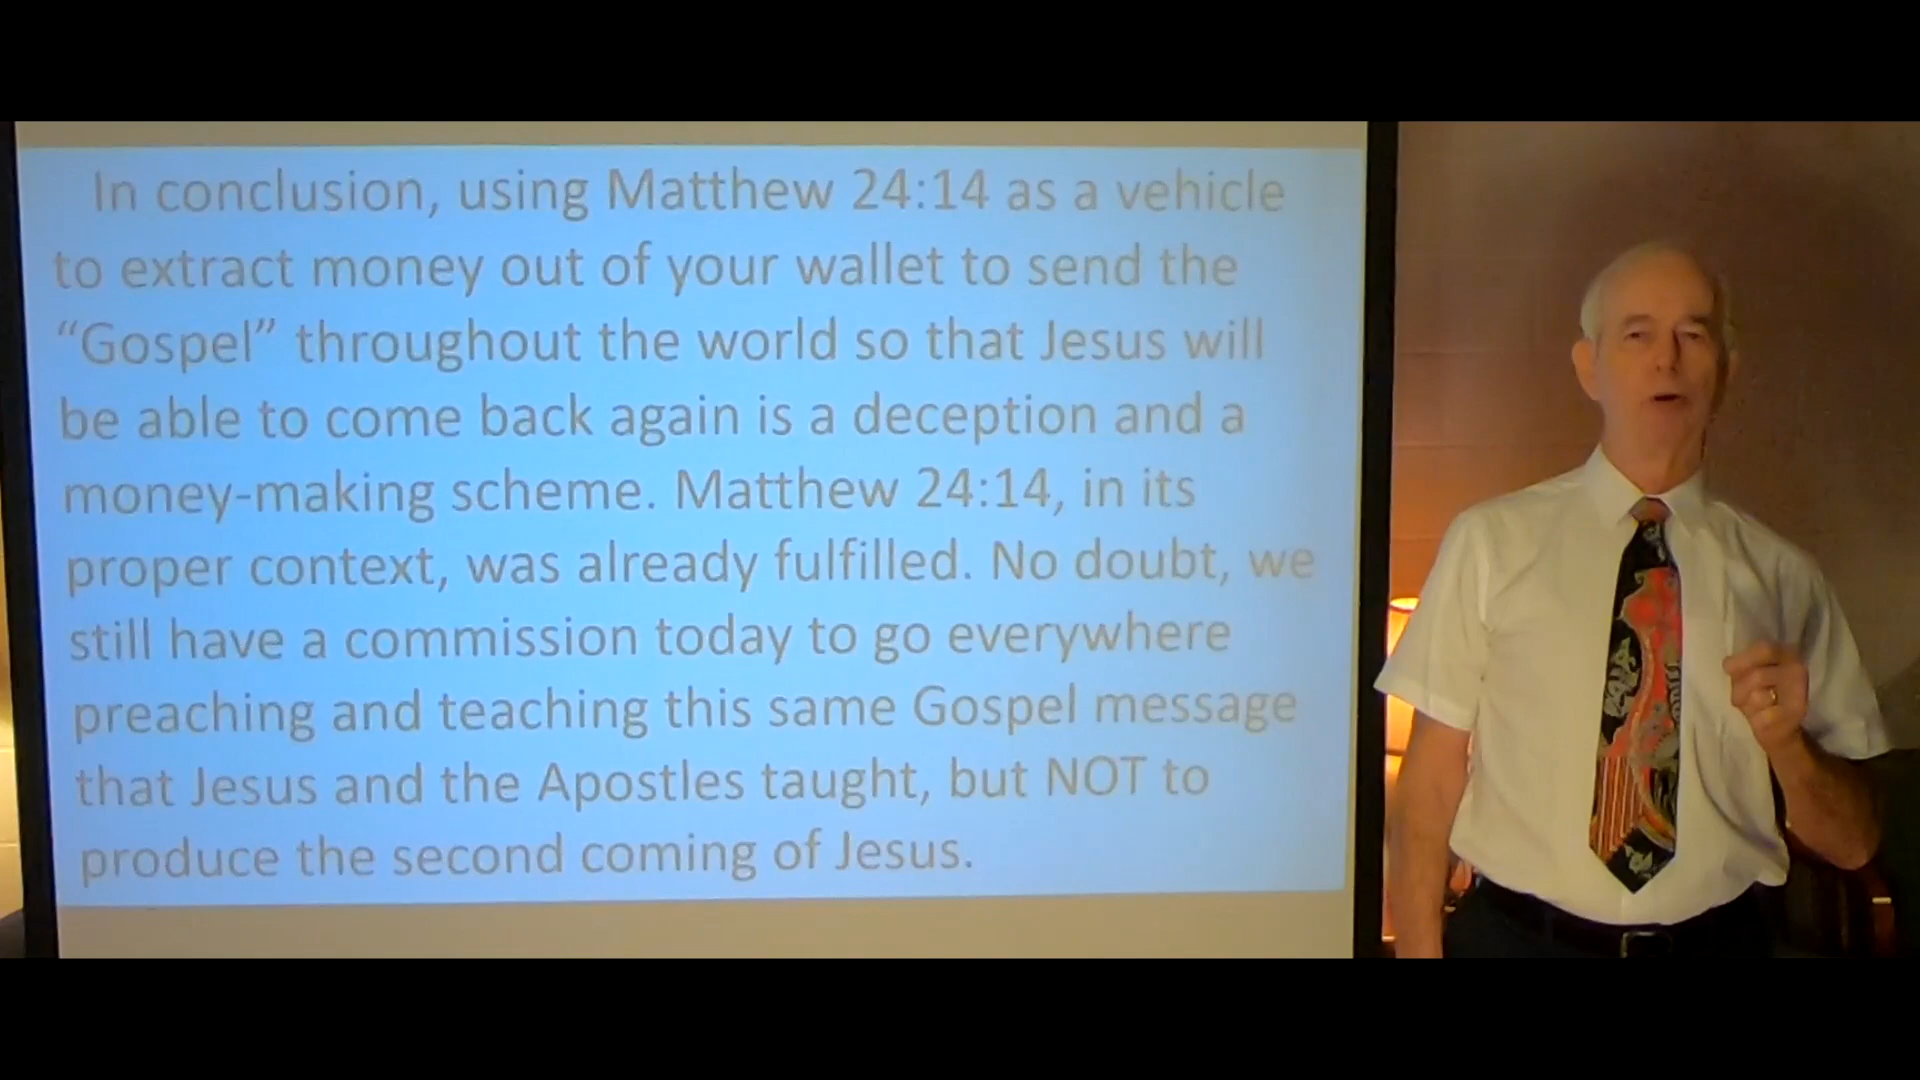 In conclusion, using Matthew 24:14 as a vehicle
to extract money out of your wallet to send the
“Gospel” throughout the world so that Jesus will
be able to come back again is a deception and a
money-making scheme. Matthew 24:14, in its
proper context, was already fulfilled. No doubt, we
still have a commission today to go everywhere
preaching and teaching this same Gospel message
that Jesus and the Apostles taught, but NOT to
produce the second coming of Jesus.